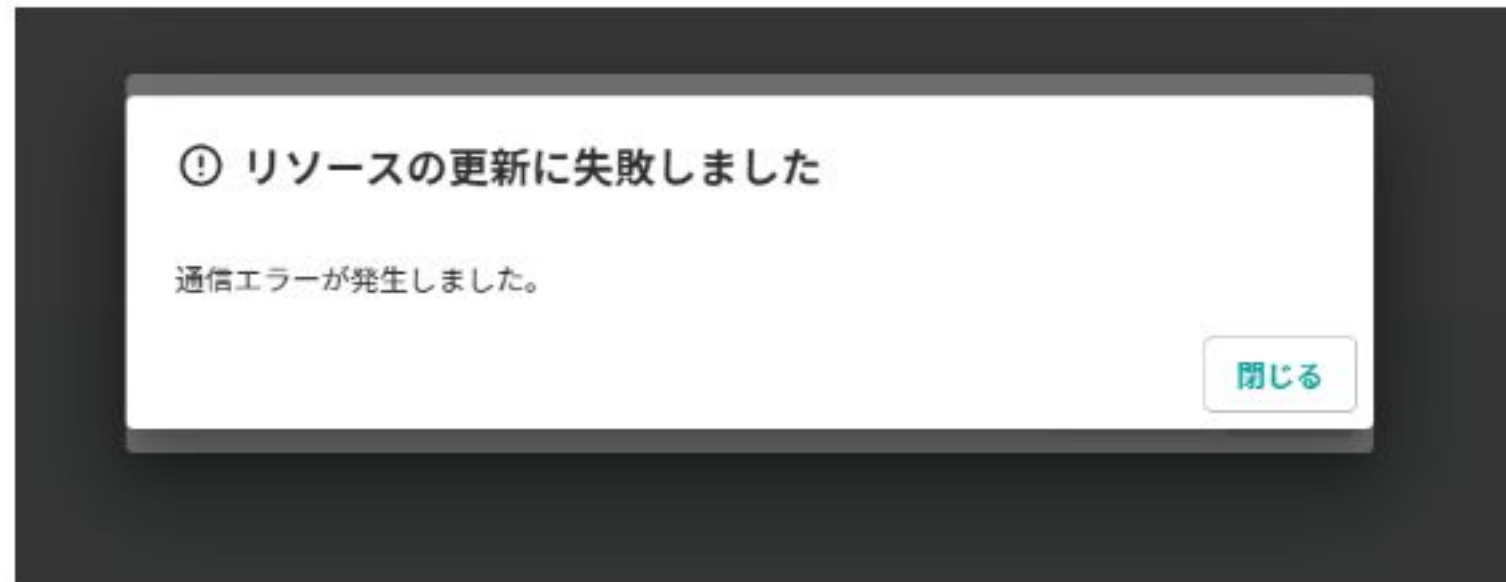 リソースの更新に失敗しました
通信エラーが発生しました。
閉じる